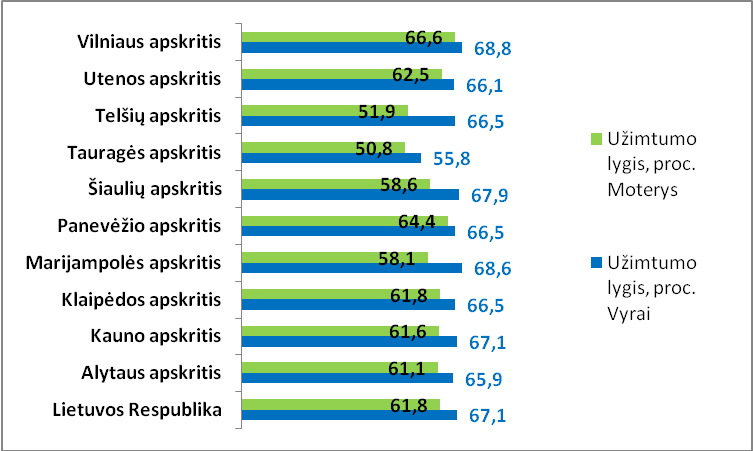 Vilniaus apskritis 66,6 68,8
Utenos apskritis 62,5 66,1
Telšių apskritis 51,9 66,5
Tauragės apskritis 50,8 55,8
Šiaulių apskritis 58,6 67,9
Panevėžio apskritis 64,4 66,5
Marijampolės apskritis 58,1 68,6
Klaipėdos apskritis 61,8 66,5
Kauno apskritis 61,6 67,1
Alytaus apskritis 61,1 65,9
Lietuvos Respublika 61,8 67,1
Užimtumo
lygis, proc.
Moterys
Užimtumo
lygis, proc.
Vyrai